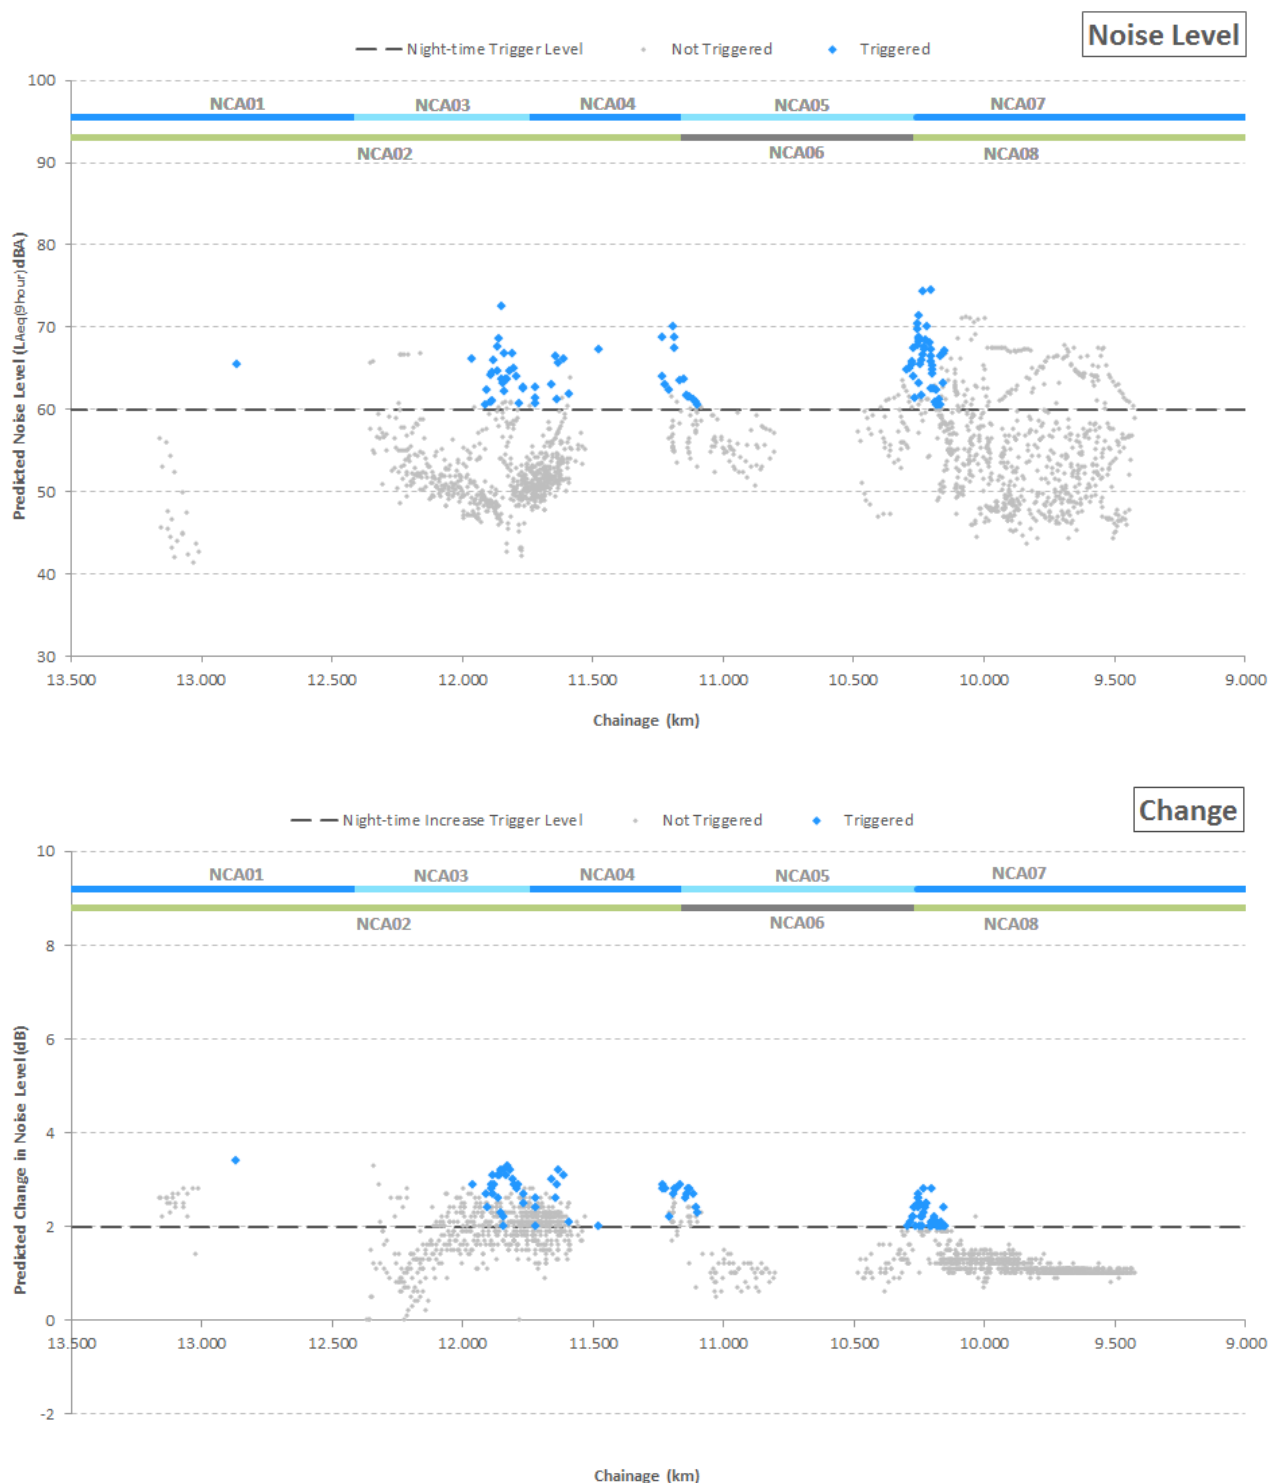 Noise Level
Night-time Trigger Level Not Triggered Triggered
100
NCA01 NCA03 NCA04 NCA05 NCA07
NCA02 NCA06 NCA08
90
80
70
60
50
40
30
Predicted Noise Level (LAeq(9hour)dBA)
13.500 13.000 12.500 12.000 11.500 11.000 10.500 10.000 9.500 9.000
Chainage (km)
Change
Night-time Increase Trigger Level Not Triggered Triggered
10
NCA01 NCA03 NCA04 NCA05 NCA07
NCA02 NCA06 NCA08
8
6
4
2
0
Predicted Change in Noise Level (dB)
13.500 13.000 12.500 12.000 11.500 11.000 10.500 10.000 9.500 9.000
-2
Chainage (km)